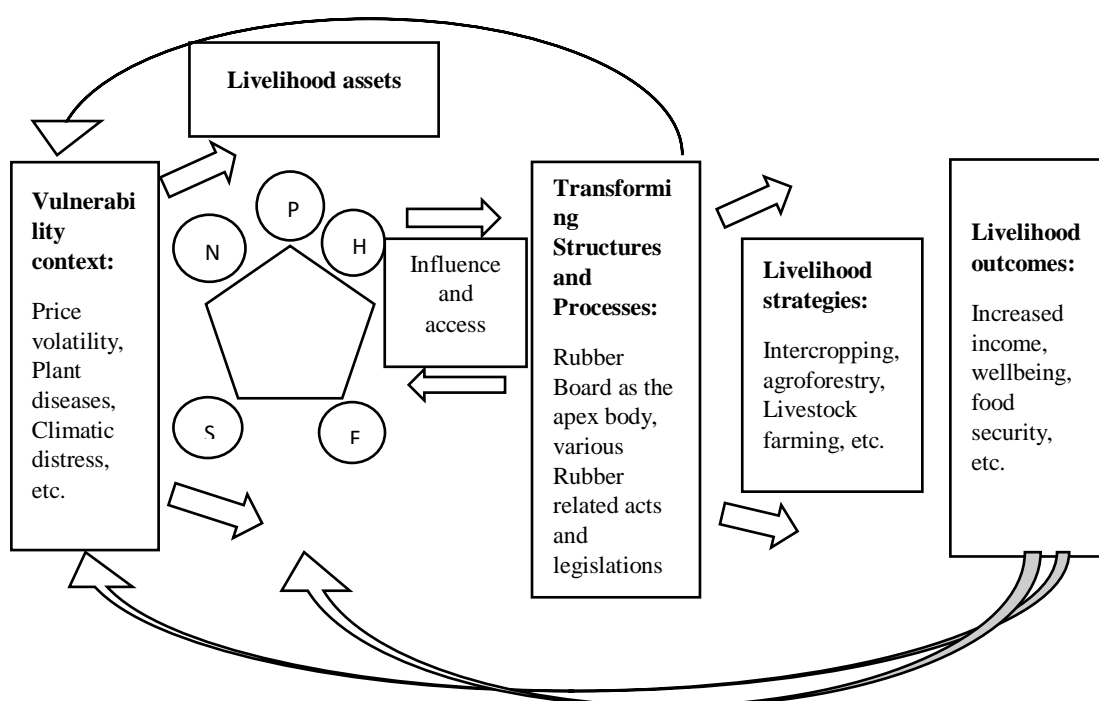 Livelihood assets
Vulnerabi
lity
context:
Price
volatility,
Plant
diseases,
Climatic
distress,
etc.
P
N
H
S
F
Influence
and
access
Transformi
ng
Structures
and
Processes:
Rubber
Board as the
apex body,
various
Rubber
related acts
and
legislations
Livelihood
strategies:
Intercropping,
agroforestry,
Livestock
farming, etc.
Livelihood
outcomes:
Increased
income,
wellbeing,
food
security,
etc.